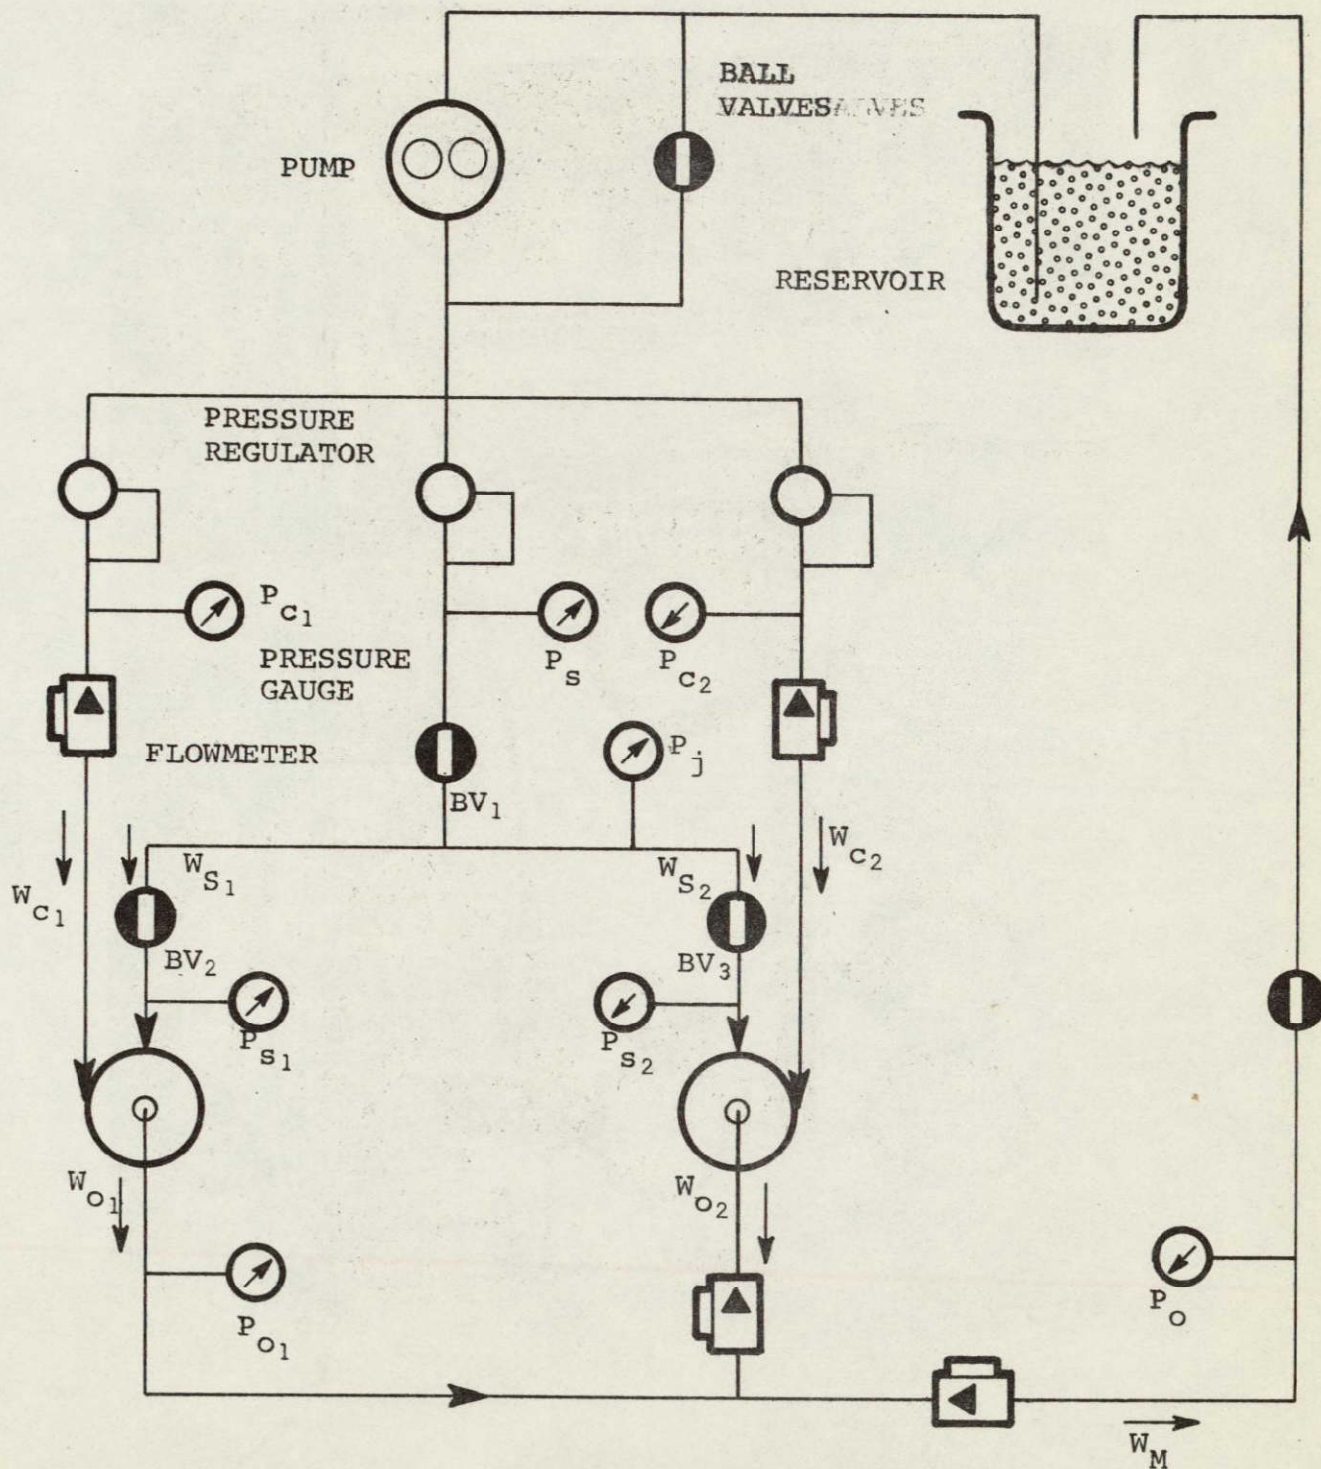 BALL
VALVES
PUMP
RESERVOIR
PRESSURE
REGULATOR
Pc1
PRESSURE
GAUGE
Ps
Pc2
FLOWMETER
Pj
BV1
WS1
WS2
Wc2
Wc1
BV2
BV3
Ps1
Ps2
Wo1
Wo2
Po1
Po
WM